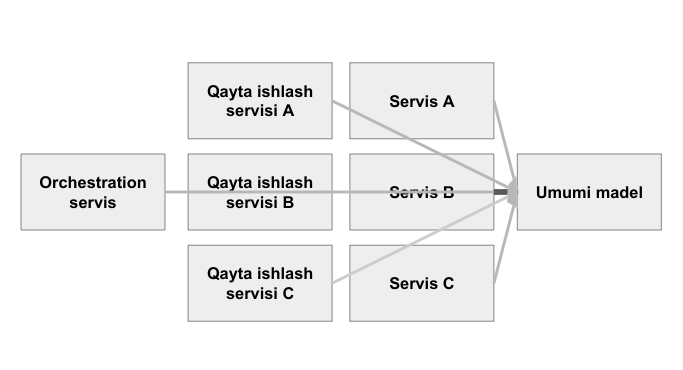 Qayta ishlash
servisi A
Servis A
Orchestration
servis
Qayta ishlash
servisi B
Servis B
Umumi madel
Qayta ishlash
servisi C
Servis C